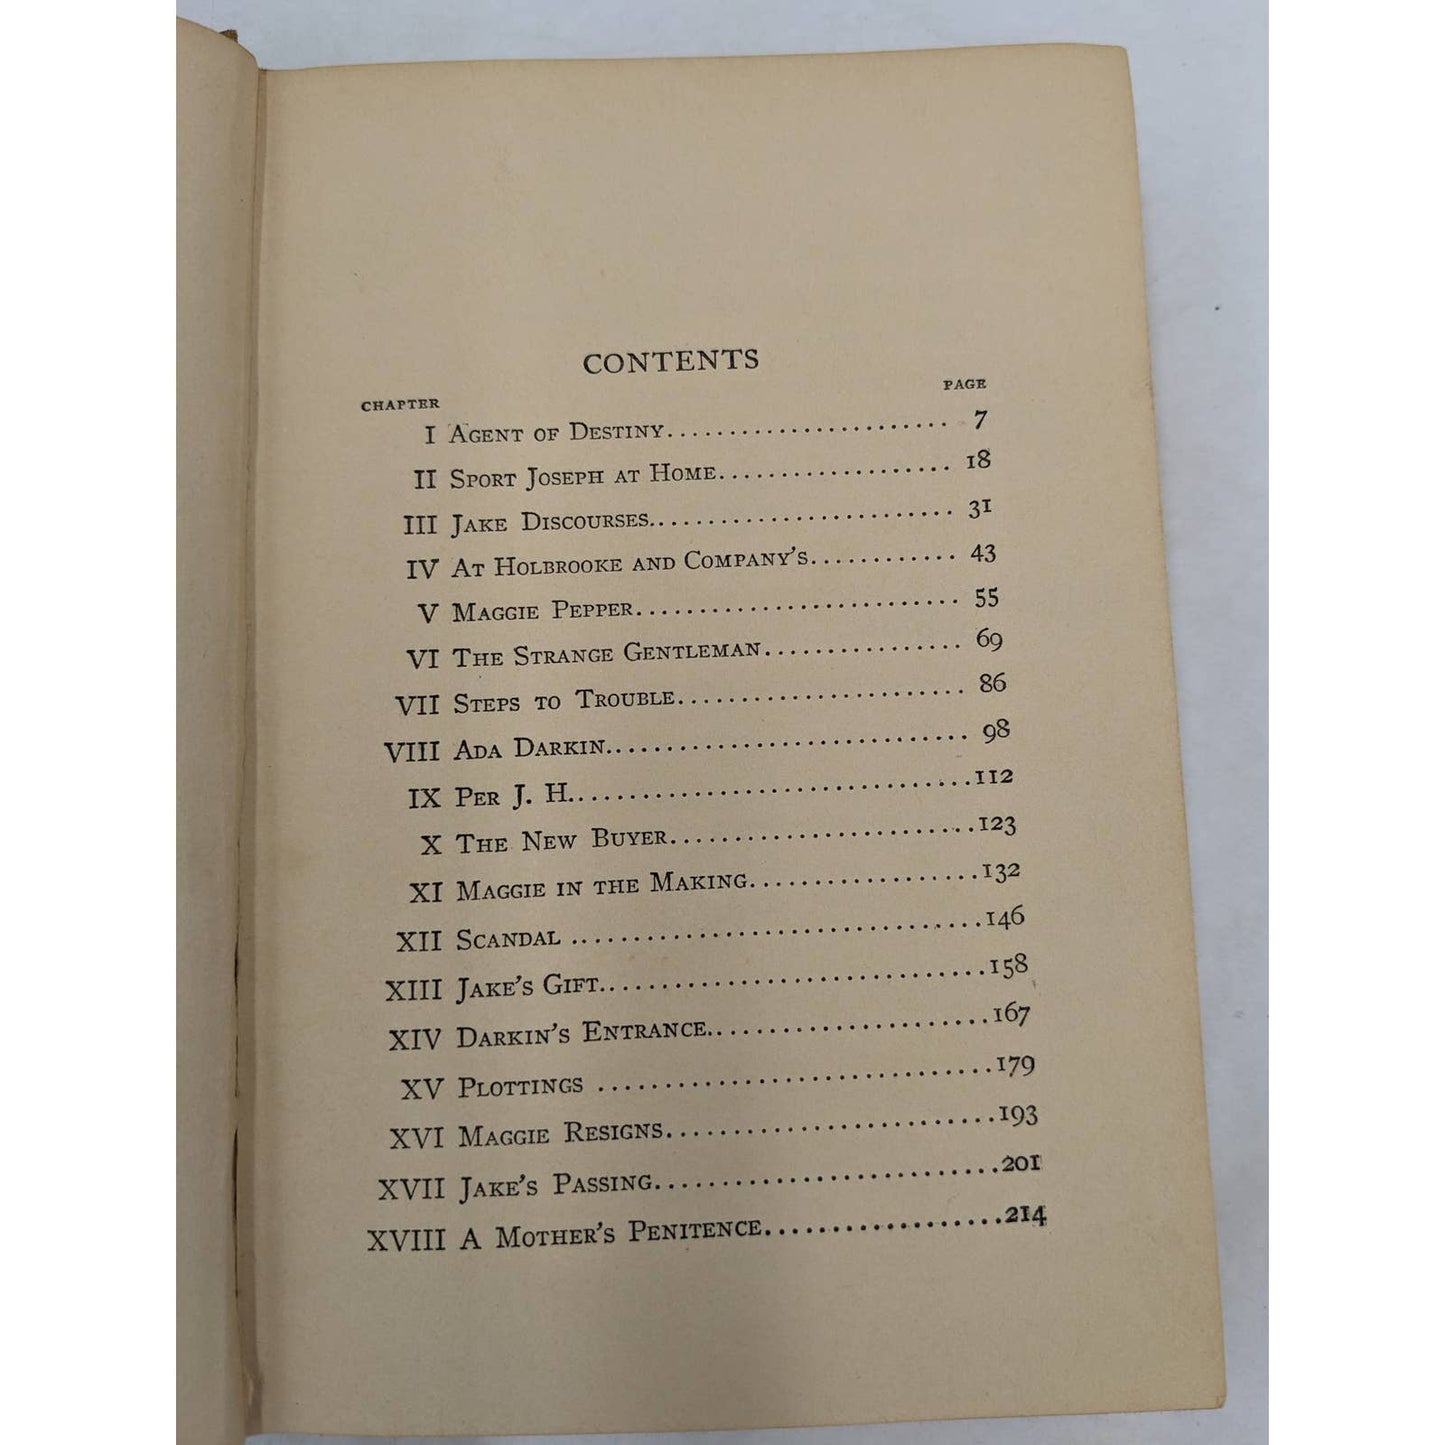 CONTENTS
CHAPTER PAGE
I AGENT OF DESTINY........................ 7
II SPORT JOSEPH AT HOME................... 18
III JAKE DISCOURSES......................... 31
IV AT HOLBROOKE AND COMPANY'S............ 43
V MAGGIE PEPPER........................... 55
VI THE STRANGE GENTLEMAN................ 69
VII STEPS TO TROUBLE........................ 86
VIII ADA DARKIN.............................. 98
IX PER J. H.................................112
X THE NEW BUYER..........................123
XI MAGGIE IN THE MAKING...................132
XII SCANDAL ..................................146
XIII JAKE'S GIFT................................158
XIV DARKIN'S ENTRANCE.......................167
XV PLOTTINGS ................................179
XVI MAGGIE RESIGNS...........................193
XVII JAKE'S PASSING............................201
XVIII A MOTHER'S PENITENCE...................214